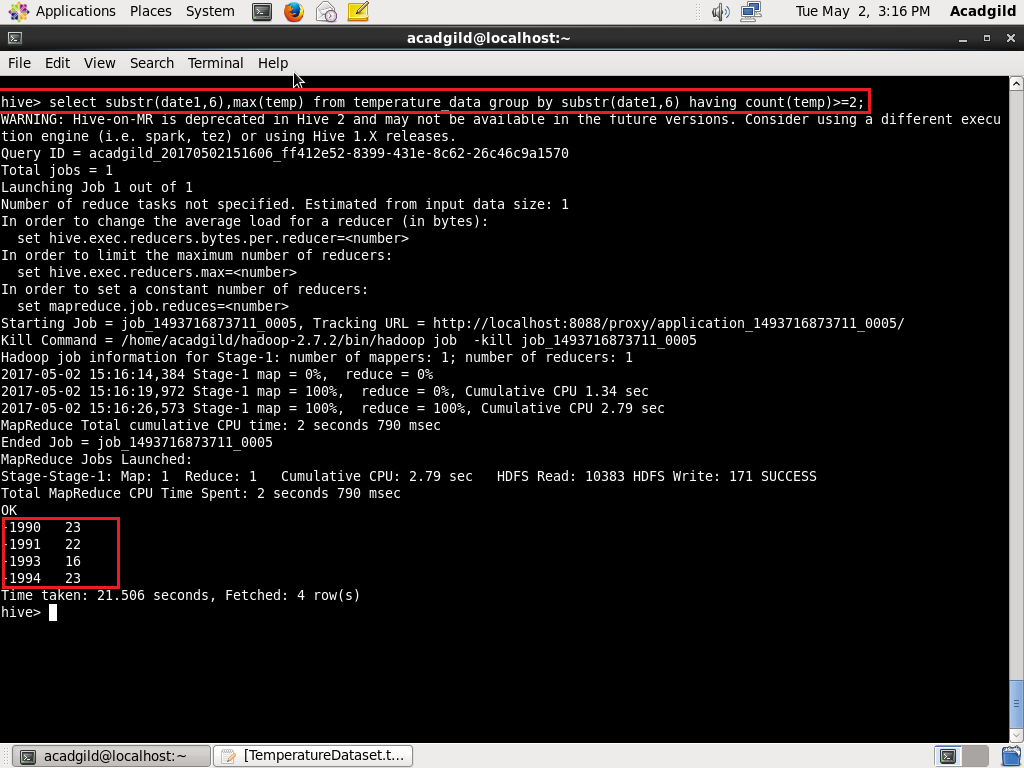 Applications Places System Tue May 2, 3:16 PM Acadgild
acadgild@localhost:~
File Edit View Search Terminal Help
hive> select substr(date1,6),max(temp) from temperature_data group by substr(date1,6) having count(temp)>=2;
WARNING: Hive-on-MR is deprecated in Hive 2 and may not be available in the future versions. Consider using a different execu
tion engine (i.e. spark, tez) or using Hive 1.X releases.
Query ID = acadgild_20170502151606_ff412e52-8399-431e-8c62-26c46c9a1570
Total jobs = 1
Launching Job 1 out of 1
Number of reduce tasks not specified. Estimated from input data size: 1
In order to change the average load for a reducer (in bytes):
  set hive.exec.reducers.bytes.per.reducer=<number>
In order to limit the maximum number of reducers:
  set hive.exec.reducers.max=<number>
In order to set a constant number of reducers:
  set mapreduce.job.reduces=<number>
Starting Job = job_1493716873711_0005, Tracking URL = http://localhost:8088/proxy/application_1493716873711_0005/
Kill Command = /home/acadgild/hadoop-2.7.2/bin/hadoop job  -kill job_1493716873711_0005
Hadoop job information for Stage-1: number of mappers: 1; number of reducers: 1
2017-05-02 15:16:14,384 Stage-1 map = 0%,  reduce = 0%
2017-05-02 15:16:19,972 Stage-1 map = 100%,  reduce = 0%, Cumulative CPU 1.34 sec
2017-05-02 15:16:26,573 Stage-1 map = 100%,  reduce = 100%, Cumulative CPU 2.79 sec
MapReduce Total cumulative CPU time: 2 seconds 790 msec
Ended Job = job_1493716873711_0005
MapReduce Jobs Launched:
Stage-Stage-1: Map: 1  Reduce: 1   Cumulative CPU: 2.79 sec   HDFS Read: 10383 HDFS Write: 171 SUCCESS
Total MapReduce CPU Time Spent: 2 seconds 790 msec
OK
-1990   23
-1991   22
-1993   16
-1994   23
Time taken: 21.506 seconds, Fetched: 4 row(s)
hive>
acadgild@localhost:~ [TemperatureDataset.t...